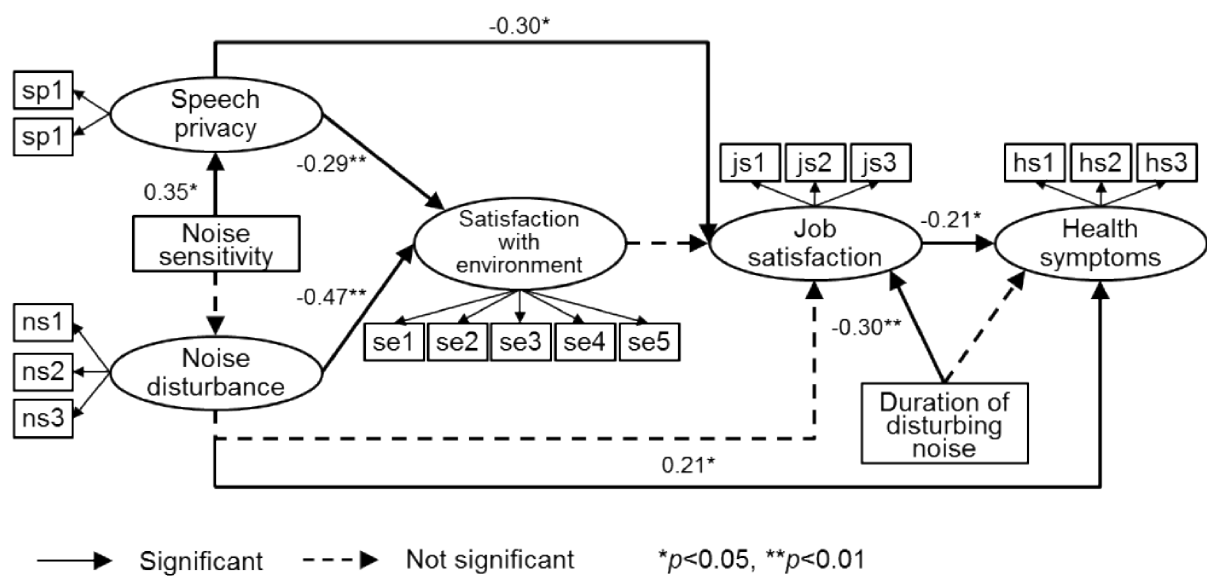 -0.30*
sp1
Speech
privacy
sp1
-0.29**
0.35*
js1
js2
js3
hs1
hs2
hs3
Noise
sensitivity
Satisfaction
with
environment
Job
satisfaction
-0.21*
Health
symptoms
-0.47**
ns1
ns2
ns3
Noise
disturbance
se1
se2
se3
se4
se5
-0.30**
Duration of
disturbing
noise
0.21*
Significant
Not significant
*p<0.05, **p<0.01